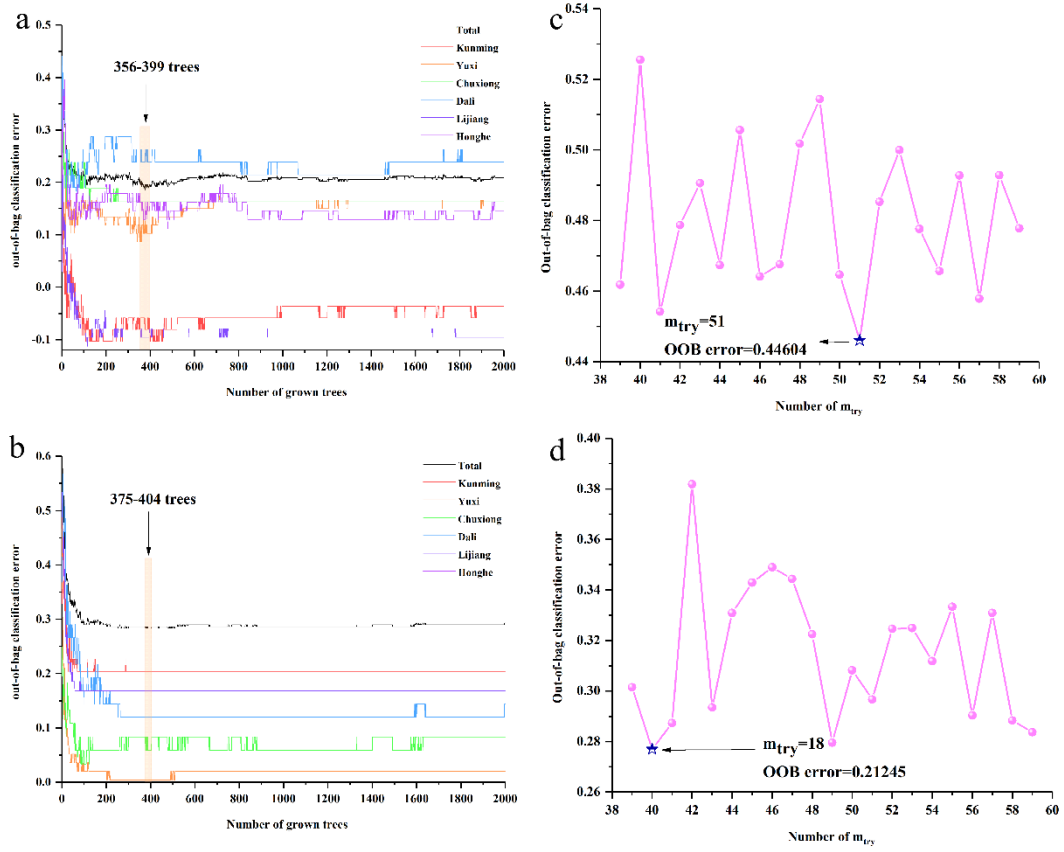 a
0.5
0.4
0.3
0.2
0.1
0.0
-0.1
out-of-bag classification error
356-399 trees
Total
Kunming
Yuxi
Chuxiong
Dali
Lijiang
Honghe
0 200 400 600 800 1000 1200 1400 1600 1800 2000
Number of grown trees
c
0.52
0.50
0.48
0.46
0.44
Out-of-bag classification error
m_try=51
OOB error=0.44604
38 40 42 44 46 48 50 52 54 56 58 60
Number of m_try
b
0.6
0.5
0.4
0.3
0.2
0.1
0.0
out-of-bag classification error
375-404 trees
Total
Kunming
Yuxi
Chuxiong
Dali
Lijiang
Honghe
0 200 400 600 800 1000 1200 1400 1600 1800 2000
Number of grown trees
d
0.40
0.38
0.36
0.34
0.32
0.30
0.28
0.26
Out-of-bag classification error
m_try=18
OOB error=0.21245
38 40 42 44 46 48 50 52 54 56 58 60
Number of m_try